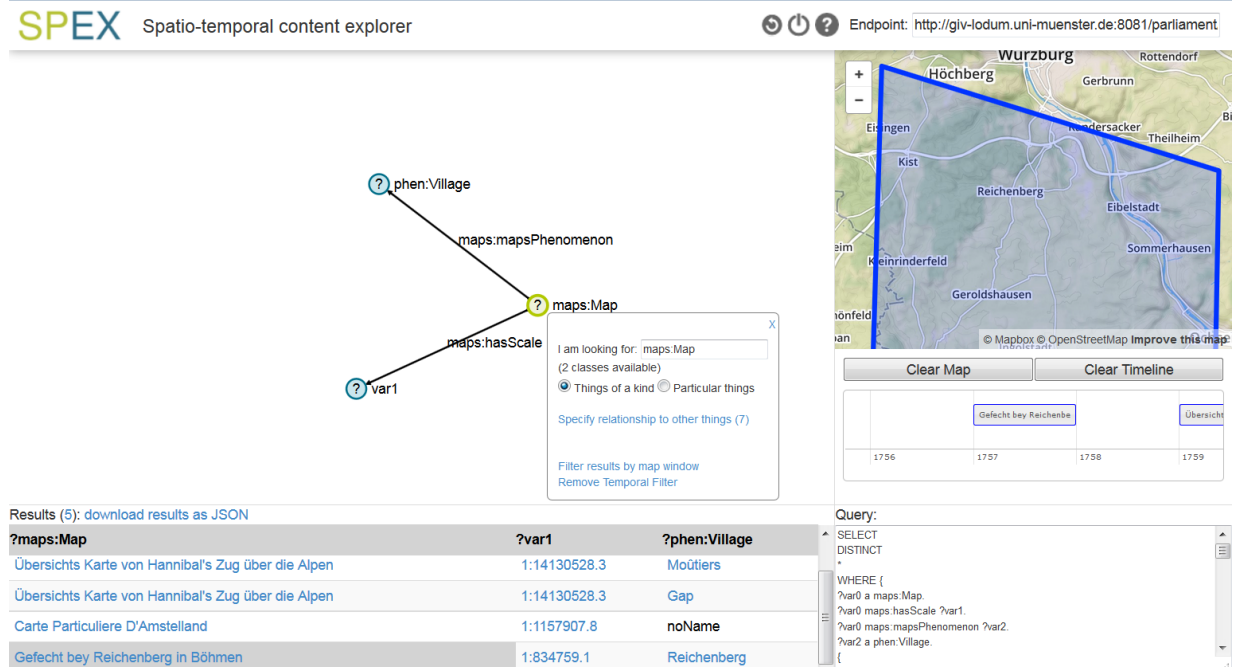 SPEX Spatio-temporal content explorer
Endpoint: http://giv-lodum.uni-muenster.de:8081/parliament
? phen:Village
maps:mapsPhenomenon
? maps:Map
maps:hasScale
? var1
X
I am looking for: maps:Map
(2 classes available)
Things of a kind Particular things
Specify relationship to other things (7)
Filter results by map window
Remove Temporal Filter
+
−
Würzburg
Rottendorf
Höchberg
Gerbrunn
Eisingen
Randersacker
Theilheim
Kist
Reichenberg
Eibelstadt
Sommerhausen
Kleinrinderfeld
Geroldshausen
© Mapbox © OpenStreetMap Improve this map
Clear Map Clear Timeline
Gefecht bey Reichenbe
Übersicht
1756 1757 1758 1759
Results (5): download results as JSON
?maps:Map ?var1 ?phen:Village
Übersichts Karte von Hannibal's Zug über die Alpen 1:14130528.3 Moûtiers
Übersichts Karte von Hannibal's Zug über die Alpen 1:14130528.3 Gap
Carte Particuliere D'Amstelland 1:1157907.8 noName
Gefecht bey Reichenberg in Böhmen 1:834759.1 Reichenberg
Query:
SELECT
DISTINCT
*
WHERE {
?var0 a maps:Map.
?var0 maps:hasScale ?var1.
?var0 maps:mapsPhenomenon ?var2.
?var2 a phen:Village.
{